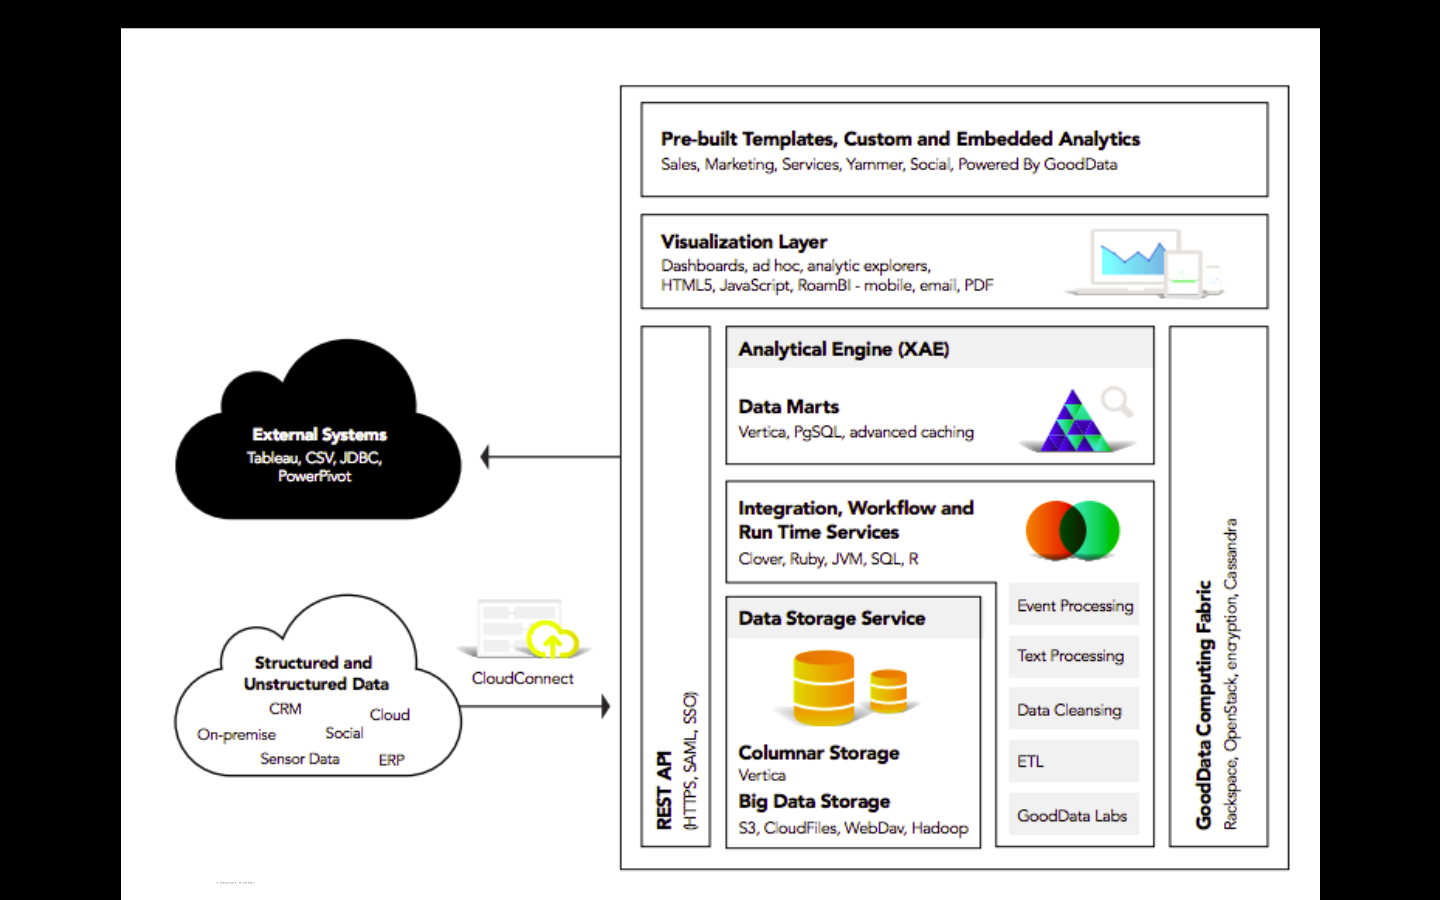 Pre-built Templates, Custom and Embedded Analytics
Sales, Marketing, Services, Yammer, Social, Powered By GoodData
Visualization Layer
Dashboards, ad hoc, analytic explorers,
HTML5, JavaScript, RoamBI - mobile, email, PDF
External Systems
Tableau, CSV, JDBC,
PowerPivot
Structured and
Unstructured Data
CRM
Cloud
On-premise
Social
Sensor Data
ERP
CloudConnect
REST API
(HTTPS, SAML, SSO)
Analytical Engine (XAE)
Data Marts
Vertica, PgSQL, advanced caching
Integration, Workflow and
Run Time Services
Clover, Ruby, JVM, SQL, R
Data Storage Service
Columnar Storage
Vertica
Big Data Storage
S3, CloudFiles, WebDav, Hadoop
Event Processing
Text Processing
Data Cleansing
ETL
GoodData Labs
GoodData Computing Fabric
Rackspace, OpenStack, encryption, Cassandra